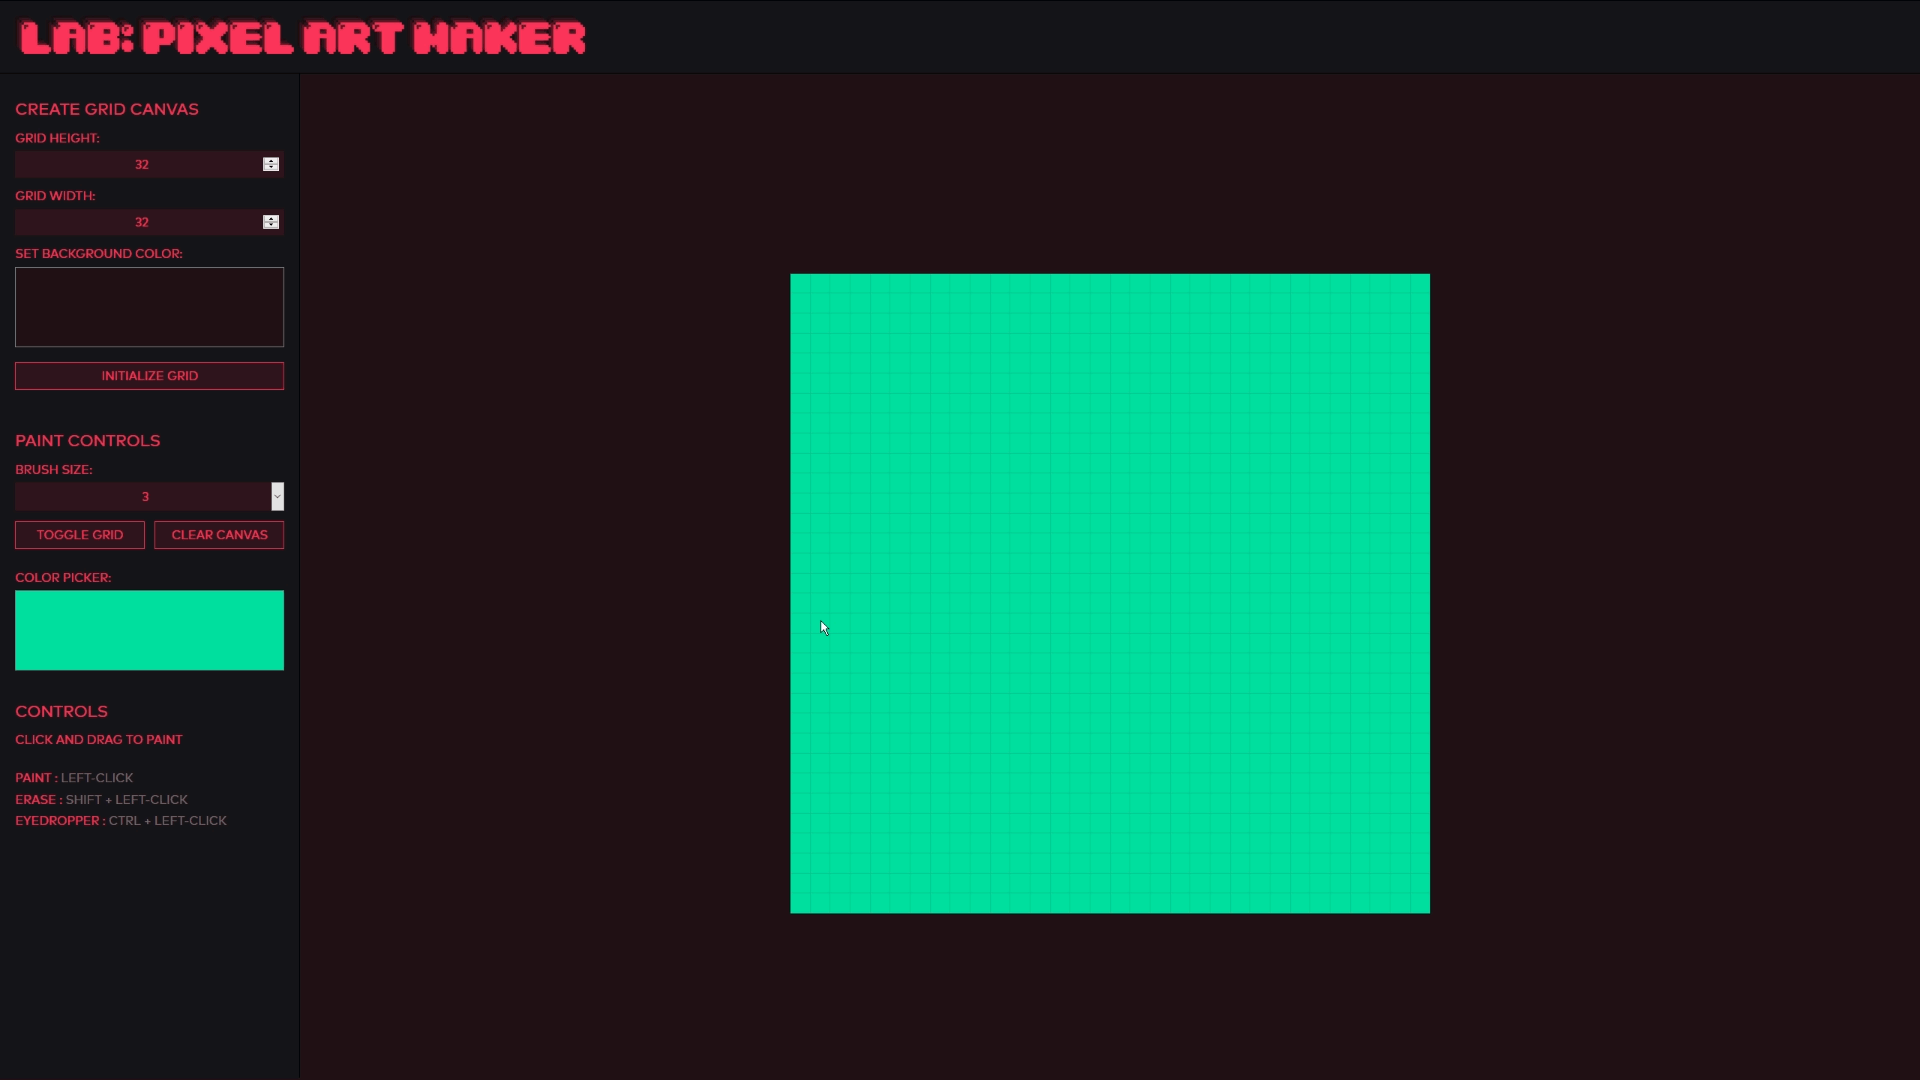 LAB: PIXEL ART MAKER
CREATE GRID CANVAS
GRID HEIGHT:
32
GRID WIDTH:
32
SET BACKGROUND COLOR:
INITIALIZE GRID
PAINT CONTROLS
BRUSH SIZE:
3
TOGGLE GRID CLEAR CANVAS
COLOR PICKER:
CONTROLS
CLICK AND DRAG TO PAINT
PAINT : LEFT-CLICK
ERASE : SHIFT + LEFT-CLICK
EYEDROPPER : CTRL + LEFT-CLICK